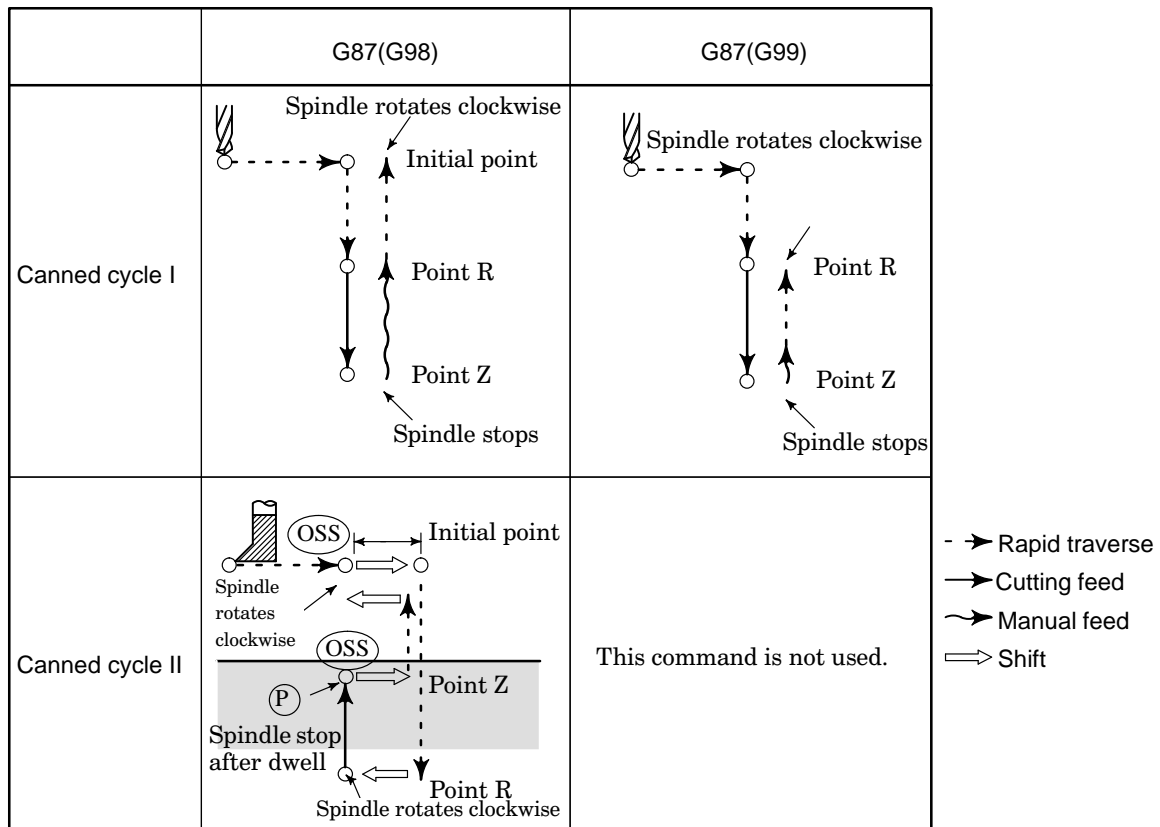 G87(G98)
G87(G99)
Canned cycle I
Spindle rotates clockwise
Initial point
Point R
Point Z
Spindle stops
Spindle rotates clockwise
Point R
Point Z
Spindle stops
Canned cycle II
OSS
Initial point
Spindle
rotates
clockwise
OSS
P
Point Z
Spindle stop
after dwell
Point R
Spindle rotates clockwise
This command is not used.
Rapid traverse
Cutting feed
Manual feed
Shift